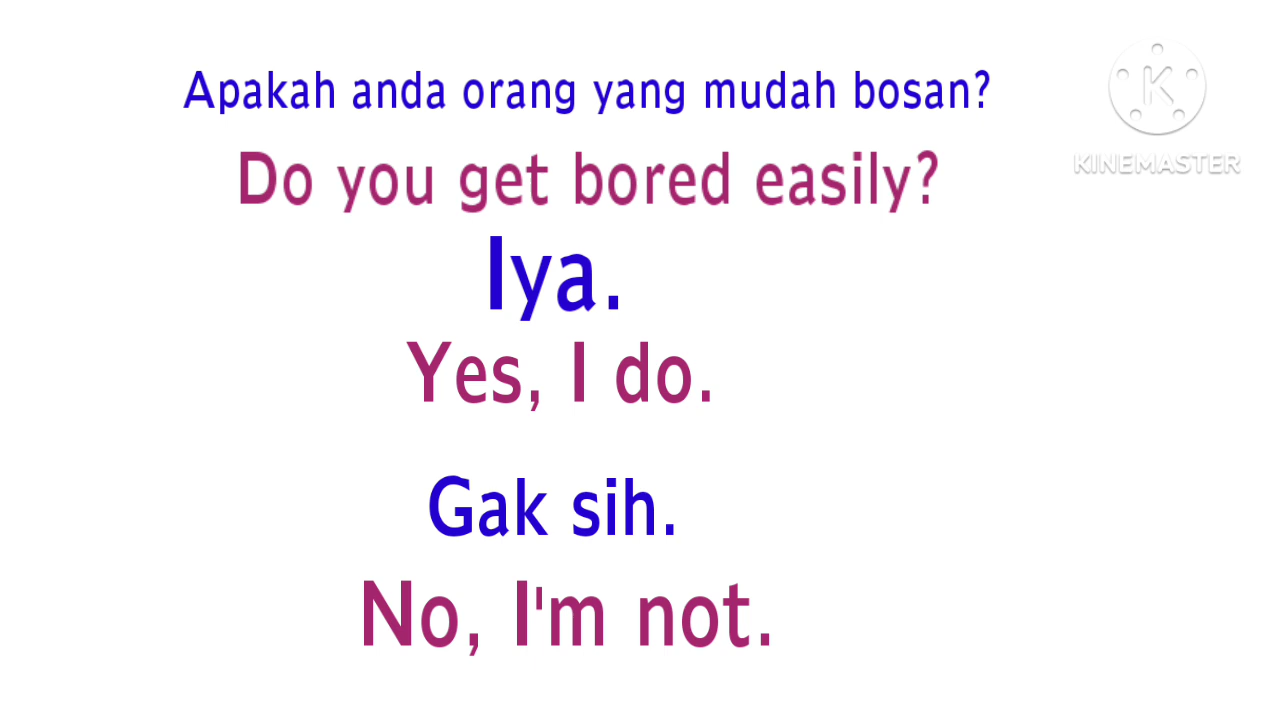 Apakah anda orang yang mudah bosan?
Do you get bored easily?
Iya.
Yes, I do.
Gak sih.
No, I'm not.
K
KINEMASTER